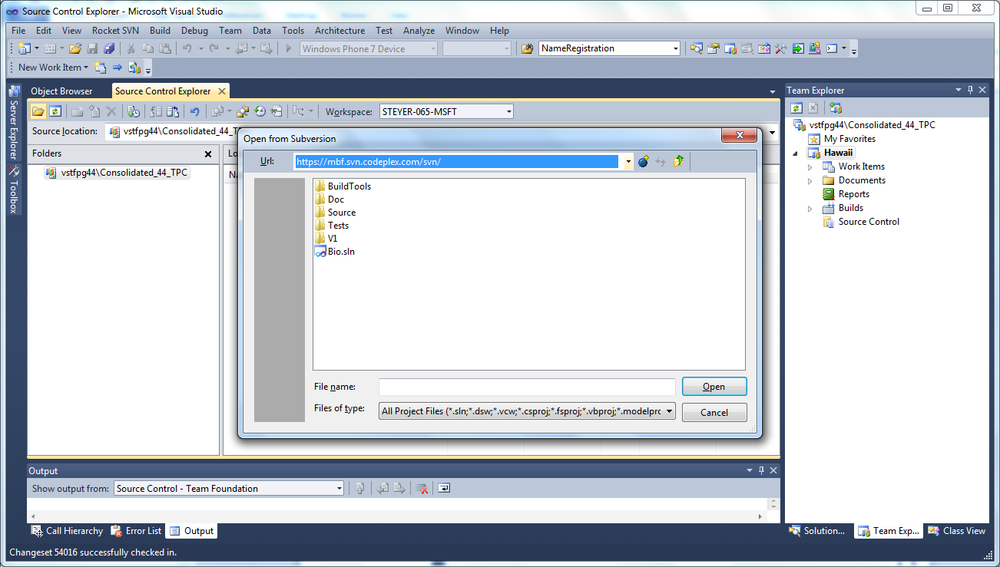 Source Control Explorer - Microsoft Visual Studio
File Edit View Rocket SVN Build Debug Team Data Tools Architecture Test Analyze Window Help
Windows Phone 7 Device NameRegistration
New Work Item
Server Explorer
Toolbox
Object Browser Source Control Explorer
Workspace: STEYER-065-MSFT
Source location: vstfpg44\Consolidated_44_T
Folders
vstfpg44\Consolidated_44_TPC
Lo
Na
Open from Subversion
Url: https://mbf.svn.codeplex.com/svn/
BuildTools
Doc
Source
Tests
V1
Bio.sln
File name:
Open
Files of type: All Project Files (*.sln;*.dsw;*.vcw;*.csproj;*.fsproj;*.vbproj;*.modelprc
Cancel
Team Explorer
vstfpg44\Consolidated_44_TPC
My Favorites
Hawaii
Work Items
Documents
Reports
Builds
Source Control
Output
Show output from: Source Control - Team Foundation
Call Hierarchy Error List Output
Solution... Team Exp... Class View
Changeset 54016 successfully checked in.